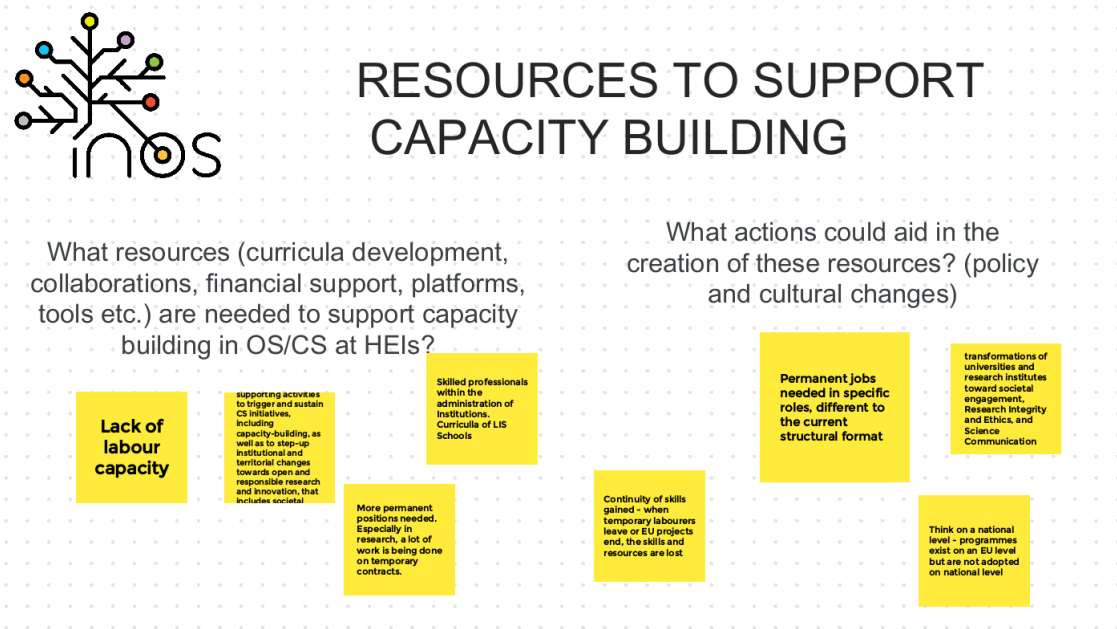 inos
RESOURCES TO SUPPORT
CAPACITY BUILDING
What resources (curricula development,
collaborations, financial support, platforms,
tools etc.) are needed to support capacity
building in OS/CS at HEIs?
Lack of
labour
capacity
supporting activities
to trigger and sustain
CS initiatives,
including
capacity-building, as
well as to step-up
institutional and
territorial changes
towards open and
responsible research
and innovation, that
includes societal
Skilled professionals
within the
administration of
Institutions.
Curriculla of LIS
Schools
More permanent
positions needed.
Especially in
research, a lot of
work is being done
on temporary
contracts.
What actions could aid in the
creation of these resources? (policy
and cultural changes)
Permanent jobs
needed in specific
roles, different to
the current
structural format
transformations of
universities and
research institutes
toward societal
engagement,
Research Integrity
and Ethics, and
Science
Communication
Continuity of skills
gained - when
temporary labourers
leave or EU projects
end, the skills and
resources are lost
Think on a national
level - programmes
exist on an EU level
but are not adopted
on national level